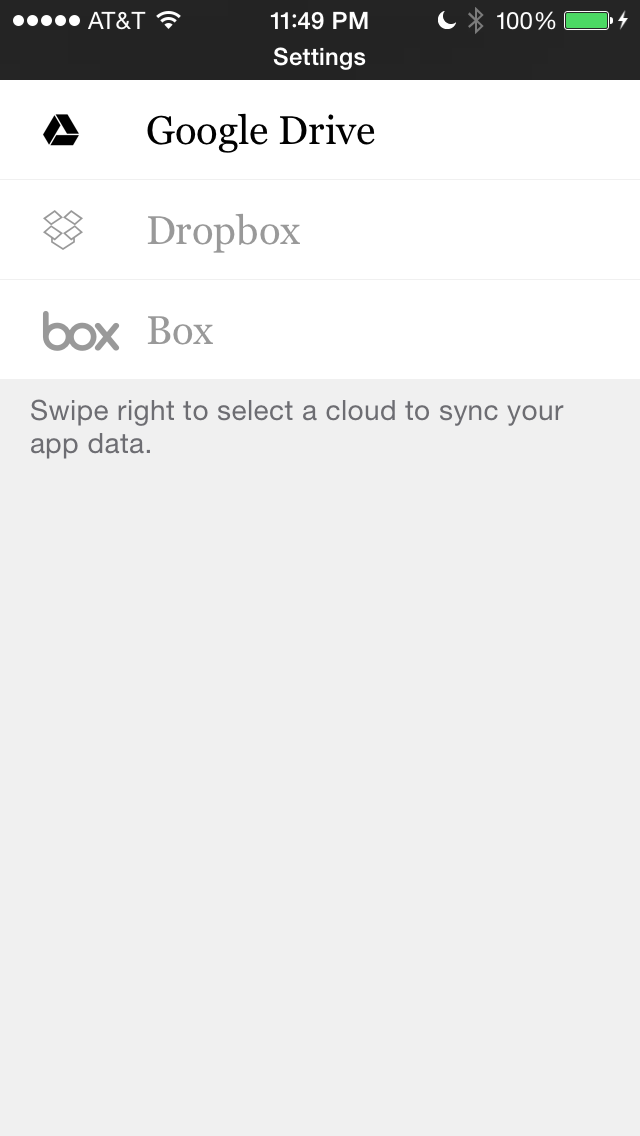 AT&T 11:49 PM 100%
Settings
Google Drive
Dropbox
box Box
Swipe right to select a cloud to sync your
app data.